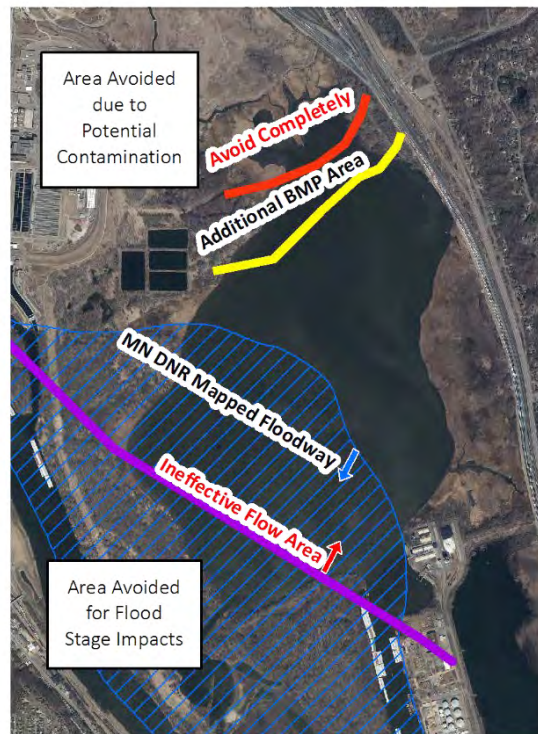 Area Avoided
due to
Potential
Contamination
Avoid Completely
Additional BMP Area
MN DNR Mapped Floodway
Ineffective Flow Area
Area Avoided
for Flood
Stage Impacts